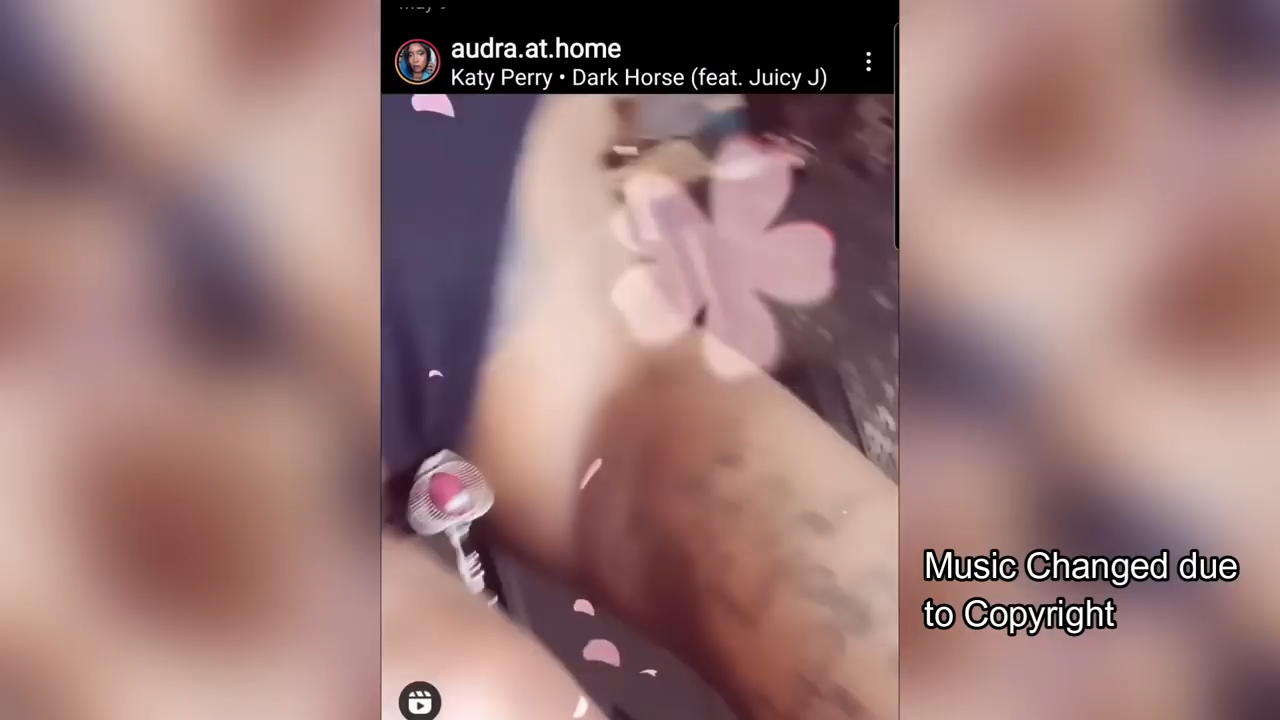 audra.at.home
Katy Perry • Dark Horse (feat. Juicy J)
Music Changed due
to Copyright